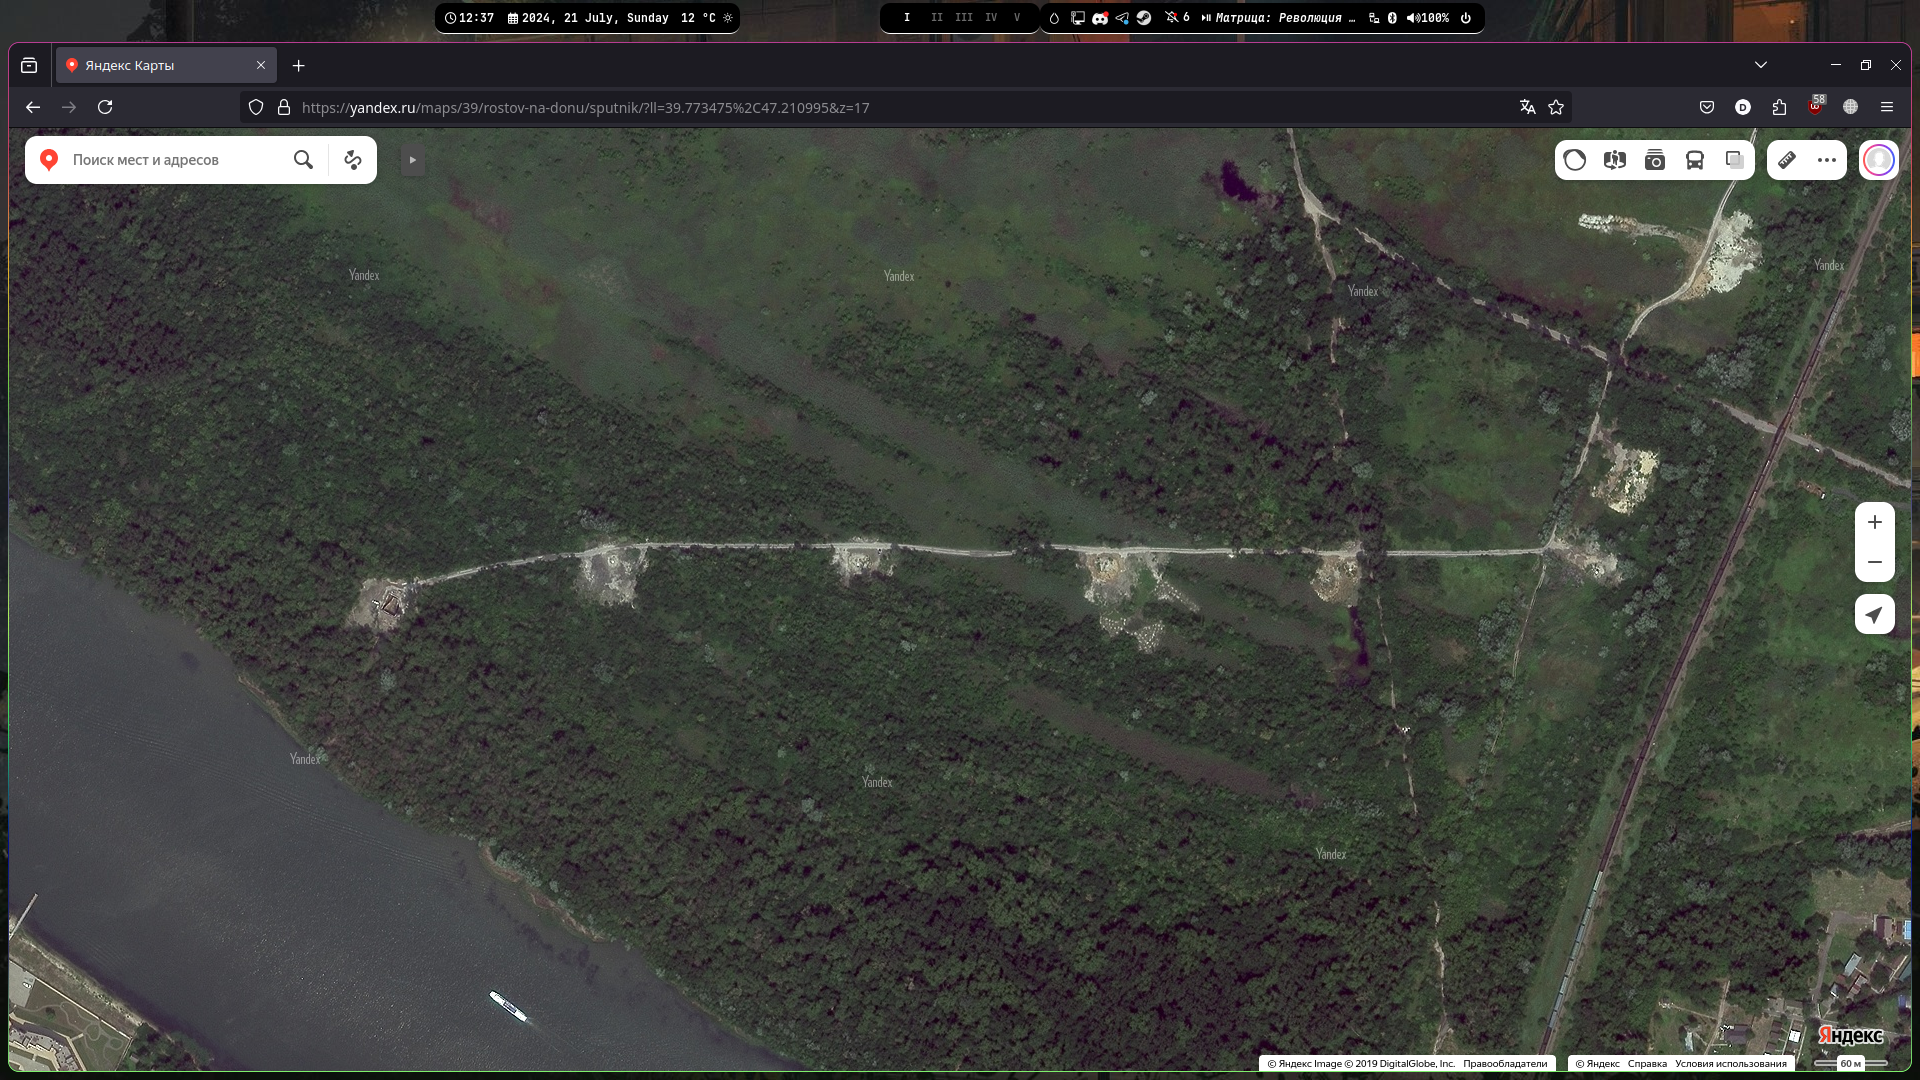 12:37 2024, 21 July, Sunday 12 °C
I II III IV V
6 Матрица: Революция … 100%
Яндекс Карты
https://yandex.ru/maps/39/rostov-na-donu/sputnik/?ll=39.773475%2C47.210995&z=17
58
D
Поиск мест и адресов
Yandex
Yandex
Yandex
Yandex
Yandex
Yandex
Yandex
Яндекс
© Яндекс Image © 2019 DigitalGlobe, Inc. Правообладатели
© Яндекс Справка Условия использования
60 м